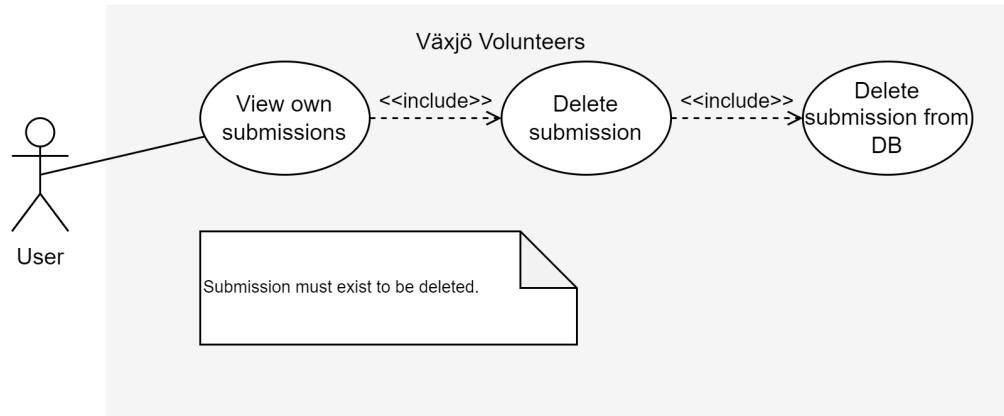 Växjö Volunteers
View own
submissions
<<include>>
Delete
submission
<<include>>
Delete
submission from
DB
User
Submission must exist to be deleted.